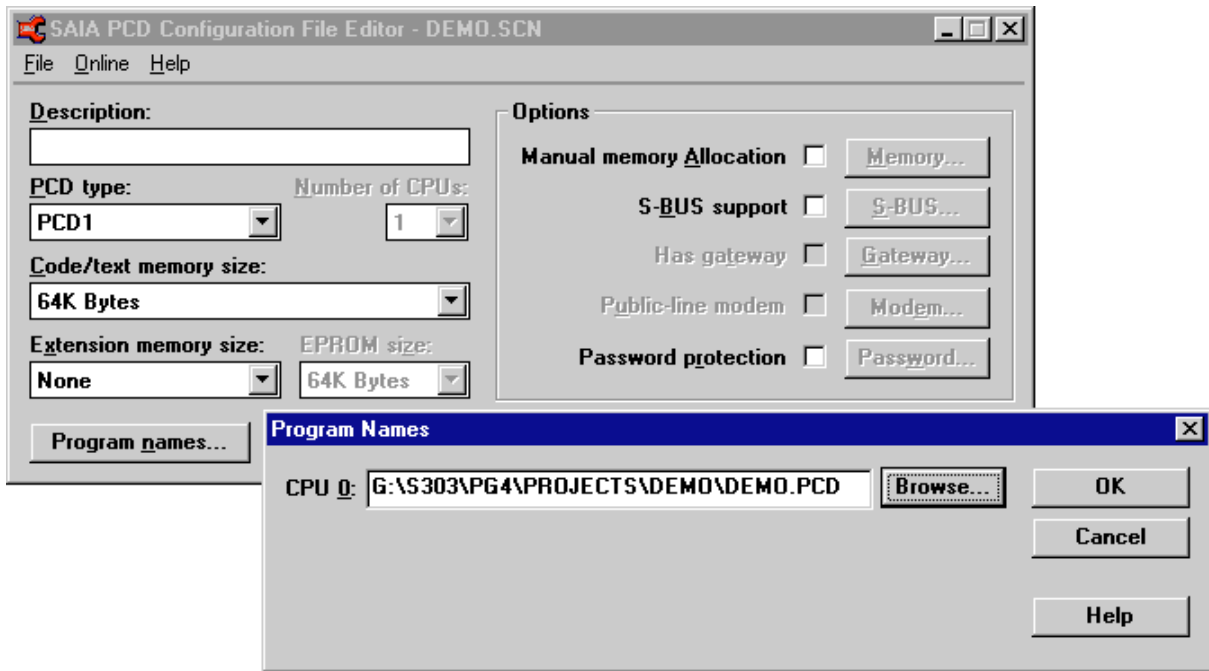 SAIA PCD Configuration File Editor - DEMO.SCN
File Online Help
Description:
PCD type: Number of CPUs:
PCD1 1
Code/text memory size:
64K Bytes
Extension memory size: EPROM size:
None 64K Bytes
Program names...
Options
Manual memory Allocation Memory...
S-BUS support S-BUS...
Has gateway Gateway...
Public-line modem Modem...
Password protection Password...
Program Names
CPU 0: G:\S303\PG4\PROJECTS\DEMO\DEMO.PCD Browse... OK
Cancel
Help